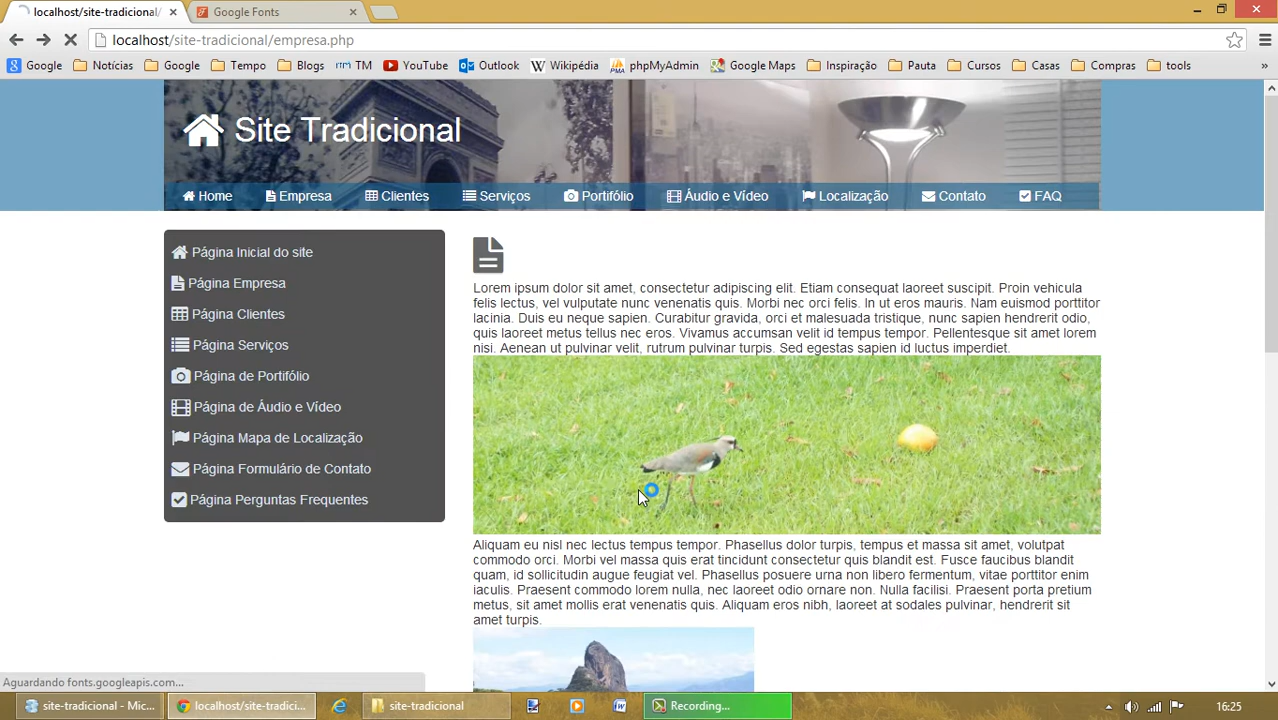 localhost/site-tradicional/
Google Fonts
localhost/site-tradicional/empresa.php
Google
Notícias
Google
Tempo
Blogs
TM
YouTube
Outlook
W Wikipédia
PMA phpMyAdmin
Google Maps
Inspiração
Pauta
Cursos
Casas
Compras
tools
»
Site Tradicional
Home
Empresa
Clientes
Serviços
Portifólio
Áudio e Vídeo
Localização
Contato
FAQ
Página Inicial do site
Página Empresa
Página Clientes
Página Serviços
Página de Portifólio
Página de Áudio e Vídeo
Página Mapa de Localização
Página Formulário de Contato
Página Perguntas Frequentes
Lorem ipsum dolor sit amet, consectetur adipiscing elit. Etiam consequat laoreet suscipit. Proin vehicula
felis lectus, vel vulputate nunc venenatis quis. Morbi nec orci felis. In ut eros mauris. Nam euismod porttitor
lacinia. Duis eu neque sapien. Curabitur gravida, orci et malesuada tristique, nunc sapien hendrerit odio,
quis laoreet metus tellus nec eros. Vivamus accumsan velit id tempus tempor. Pellentesque sit amet lorem
nisi. Aenean ut pulvinar velit, rutrum pulvinar turpis. Sed egestas sapien id luctus imperdiet.
Aliquam eu nisl nec lectus tempus tempor. Phasellus dolor turpis, tempus et massa sit amet, volutpat
commodo orci. Morbi vel massa quis erat tincidunt consectetur quis blandit est. Fusce faucibus blandit
quam, id sollicitudin augue feugiat vel. Phasellus posuere urna non libero fermentum, vitae porttitor enim
iaculis. Praesent commodo lorem nulla, nec laoreet odio ornare non. Nulla facilisi. Praesent porta pretium
metus, sit amet mollis erat venenatis quis. Aliquam eros nibh, laoreet at sodales pulvinar, hendrerit sit
amet turpis.
Aguardando fonts.googleapis.com...
site-tradicional - Mic...
localhost/site-tradici...
site-tradicional
Recording...
16:25